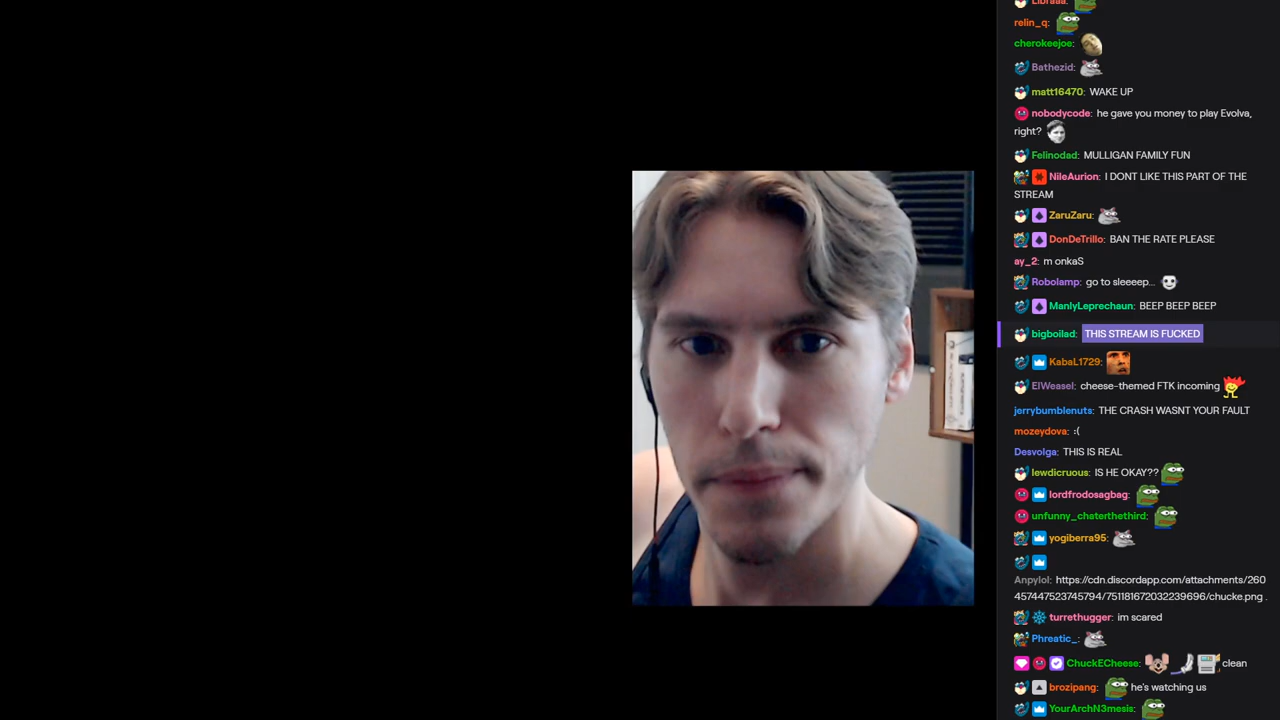 Libraaa:
relin_q:
cherokeejoe:
Bathezid:
matt16470: WAKE UP
nobodycode: he gave you money to play Evolva,
right?
Felinodad: MULLIGAN FAMILY FUN
NileAurion: I DONT LIKE THIS PART OF THE
STREAM
ZaruZaru:
DonDeTrillo: BAN THE RATE PLEASE
ay_2: m onkaS
Robolamp: go to sleeeep...
ManlyLeprechaun: BEEP BEEP BEEP
bigboilad: THIS STREAM IS FUCKED
KabaL1729:
ElWeasel: cheese-themed FTK incoming
jerrybumblenuts: THE CRASH WASNT YOUR FAULT
mozeydova: :(
Desvolga: THIS IS REAL
lewdicruous: IS HE OKAY??
lordfrodosagbag:
unfunny_chaterthethird:
yogiberra95:
Anpylol: https://cdn.discordapp.com/attachments/260
457447523745794/751181672032239696/chucke.png .
turrethugger: im scared
Phreatic_:
ChuckECheese: clean
brozipang: he's watching us
YourArchN3mesis: